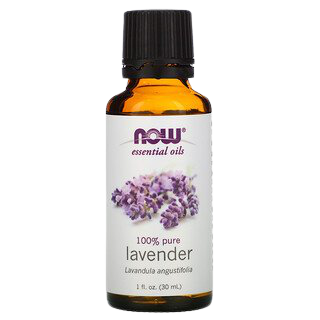 NOW®
essential oils
100% pure
lavender
Lavandula angustifolia
1 fl. oz. (30 mL)